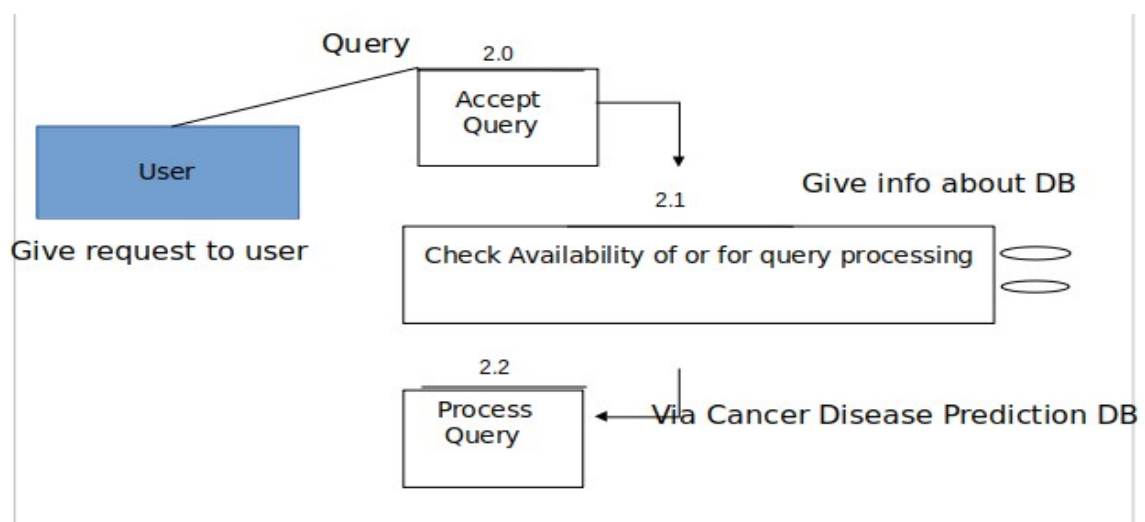 Query
2.0
Accept
Query
User
Give info about DB
2.1
Give request to user
Check Availability of or for query processing
2.2
Process
Query
Via Cancer Disease Prediction DB